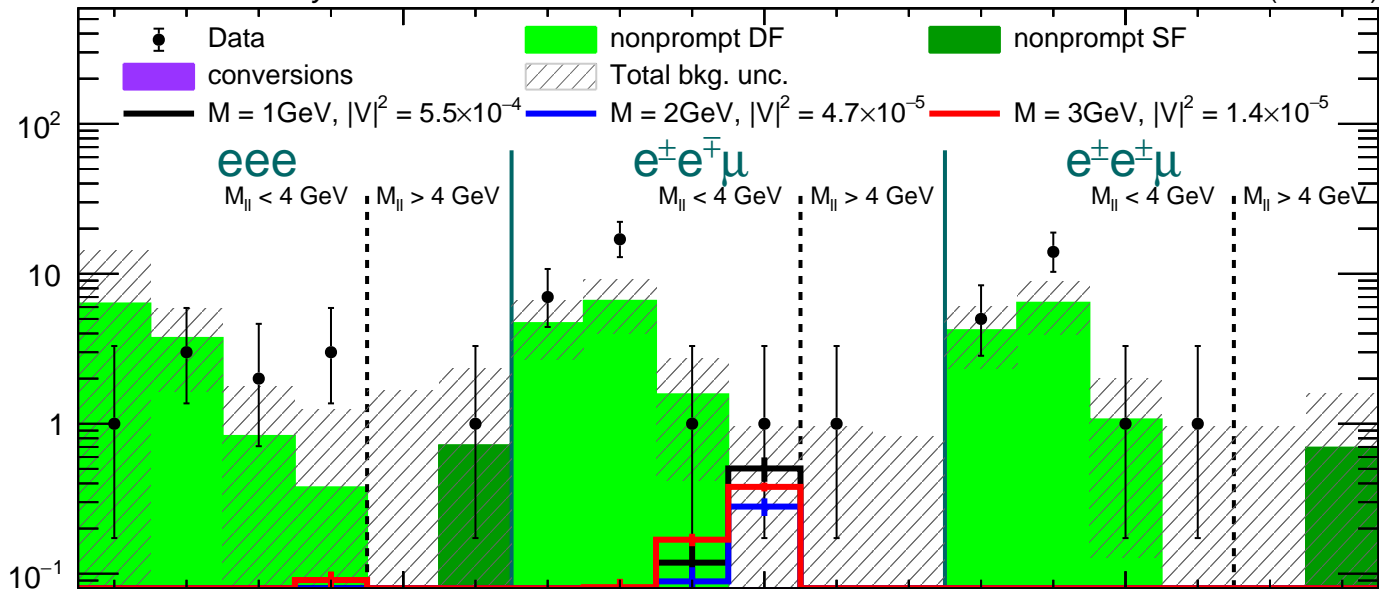 Data nonprompt DF nonprompt SF
conversions Total bkg. unc.
M = 1GeV, |V|² = 5.5×10⁻⁴ M = 2GeV, |V|² = 4.7×10⁻⁵ M = 3GeV, |V|² = 1.4×10⁻⁵
10²
eee e±e∓μ e±e±μ
M_ll < 4 GeV M_ll > 4 GeV M_ll < 4 GeV M_ll > 4 GeV M_ll < 4 GeV M_ll > 4 GeV
10
1
10⁻¹